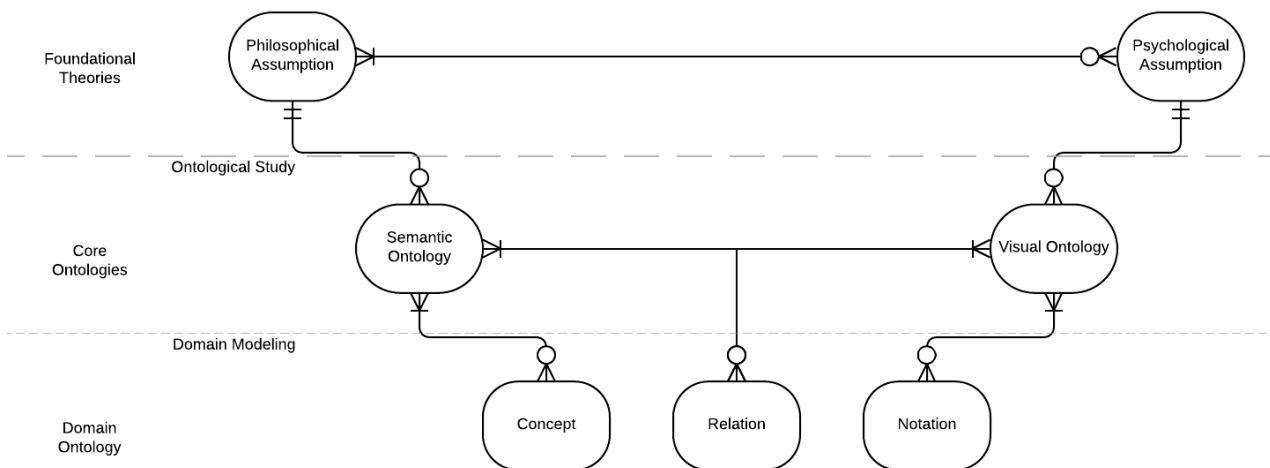 Foundational
Theories
Philosophical
Assumption
Psychological
Assumption
Ontological Study
Core
Ontologies
Semantic
Ontology
Visual Ontology
Domain Modeling
Domain
Ontology
Concept
Relation
Notation